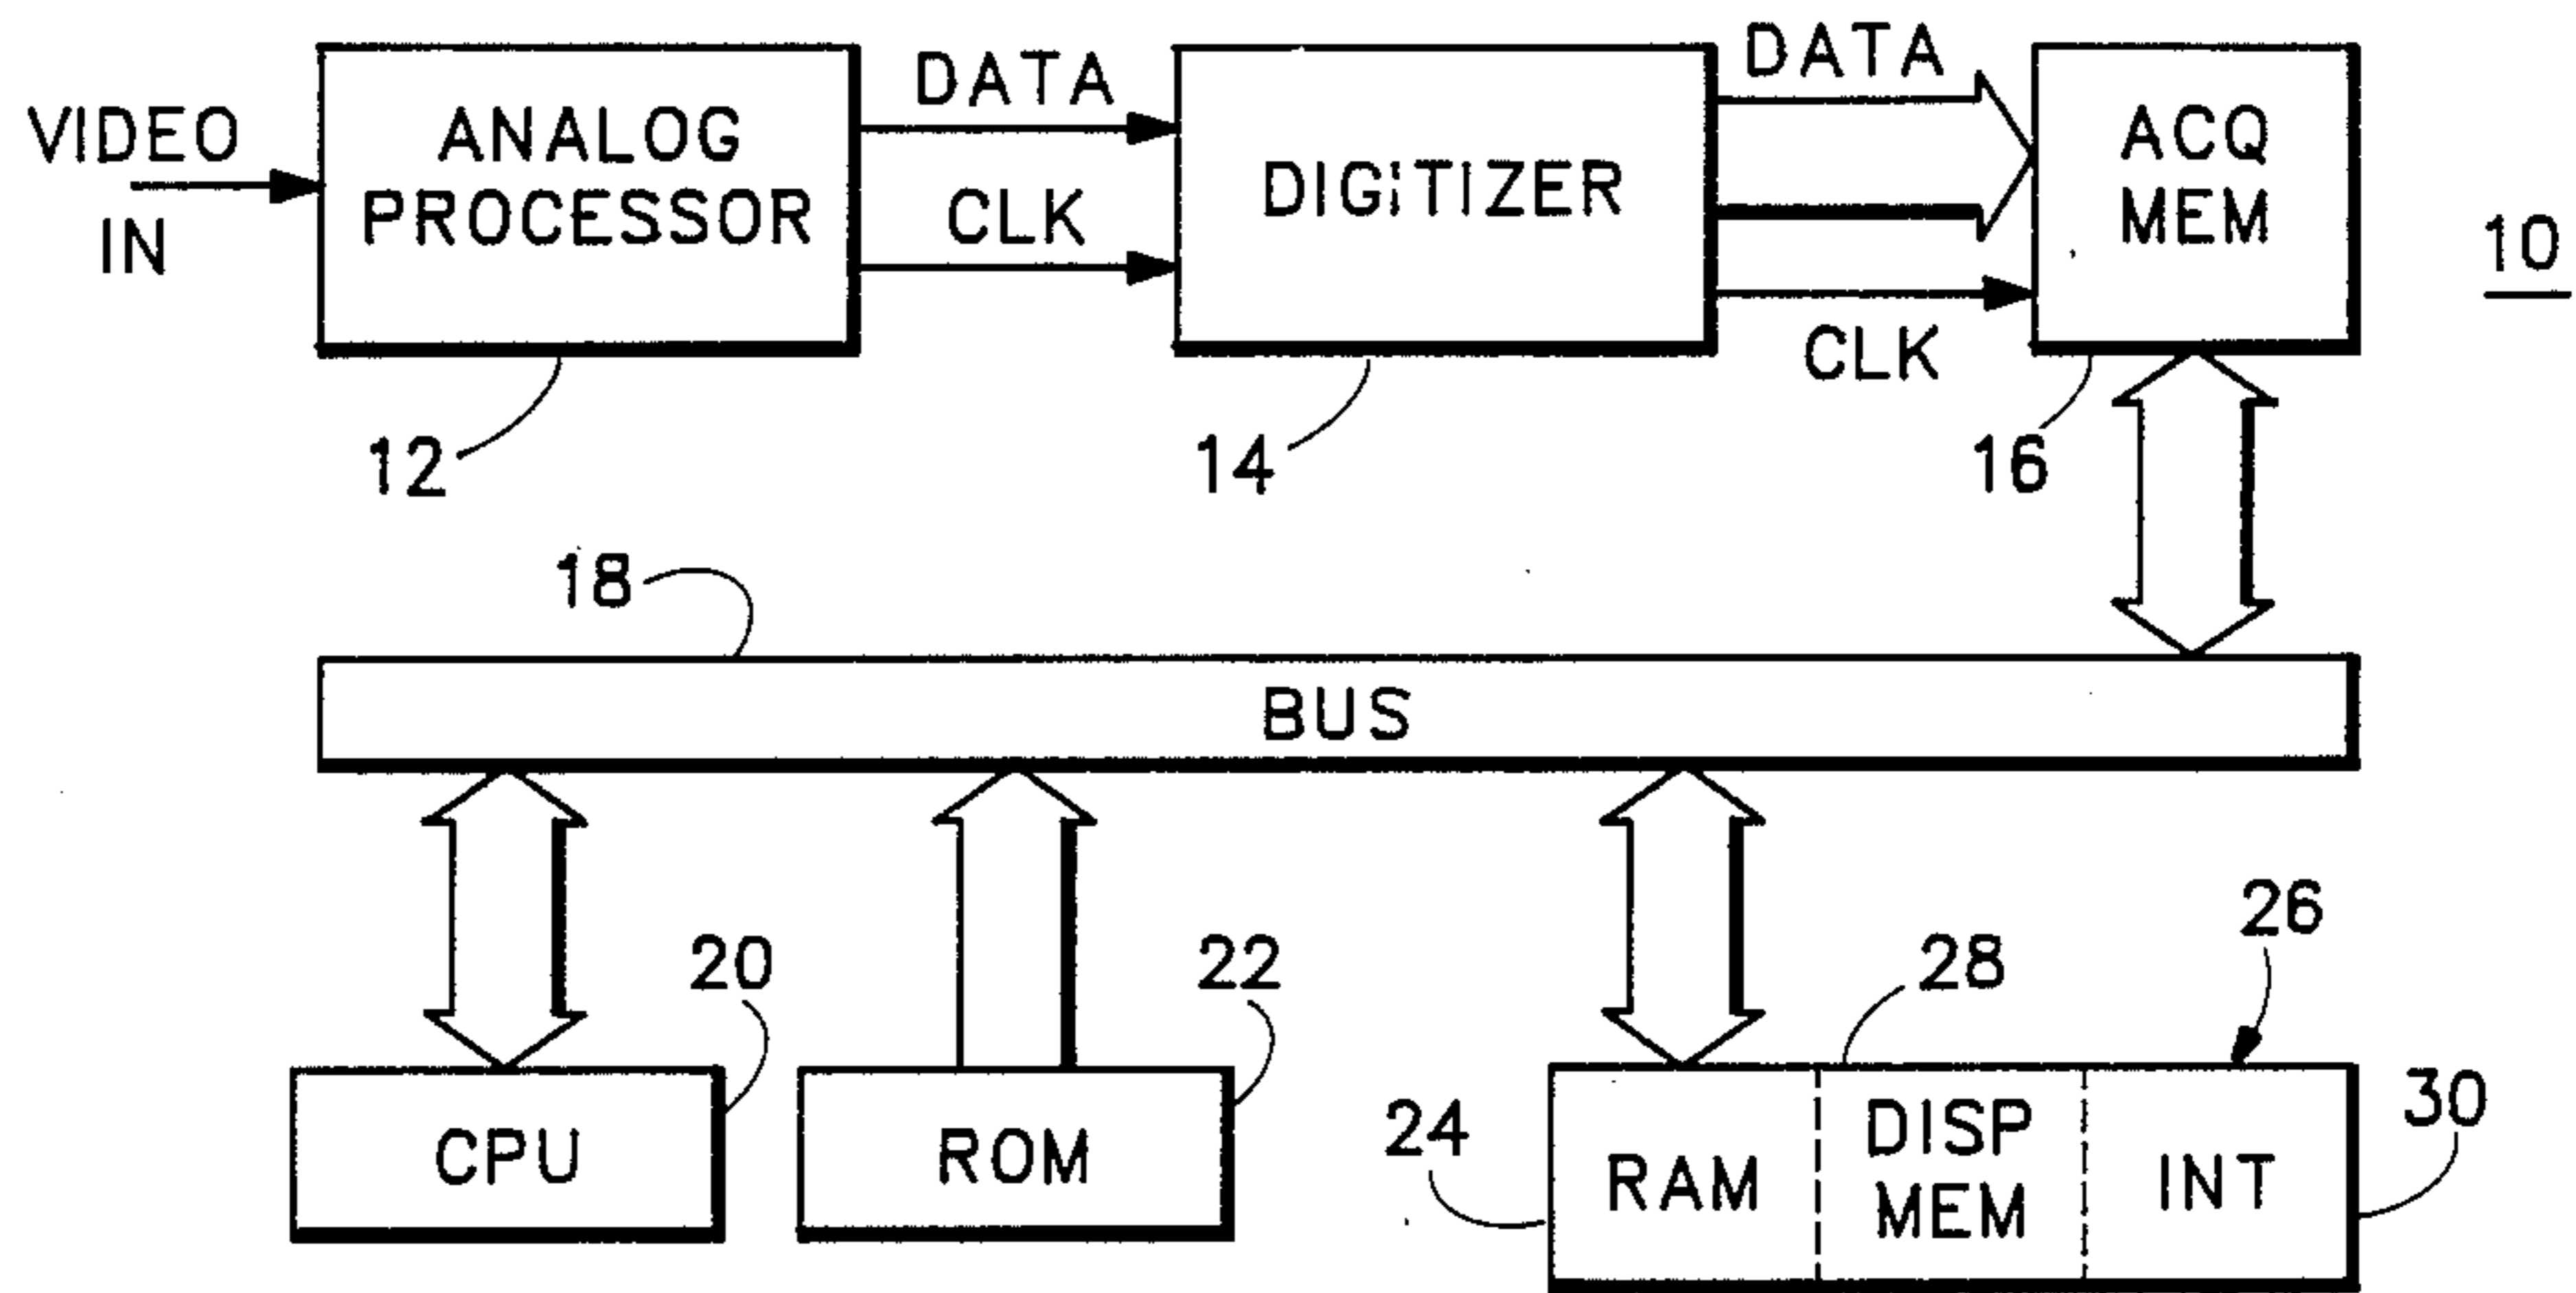 VIDEO
IN
ANALOG
PROCESSOR
DATA
CLK
DIGITIZER
DATA
CLK
ACQ
MEM
10
12
14
16
18
BUS
20
22
28
26
CPU
ROM
24
RAM
DISP
MEM
INT
30